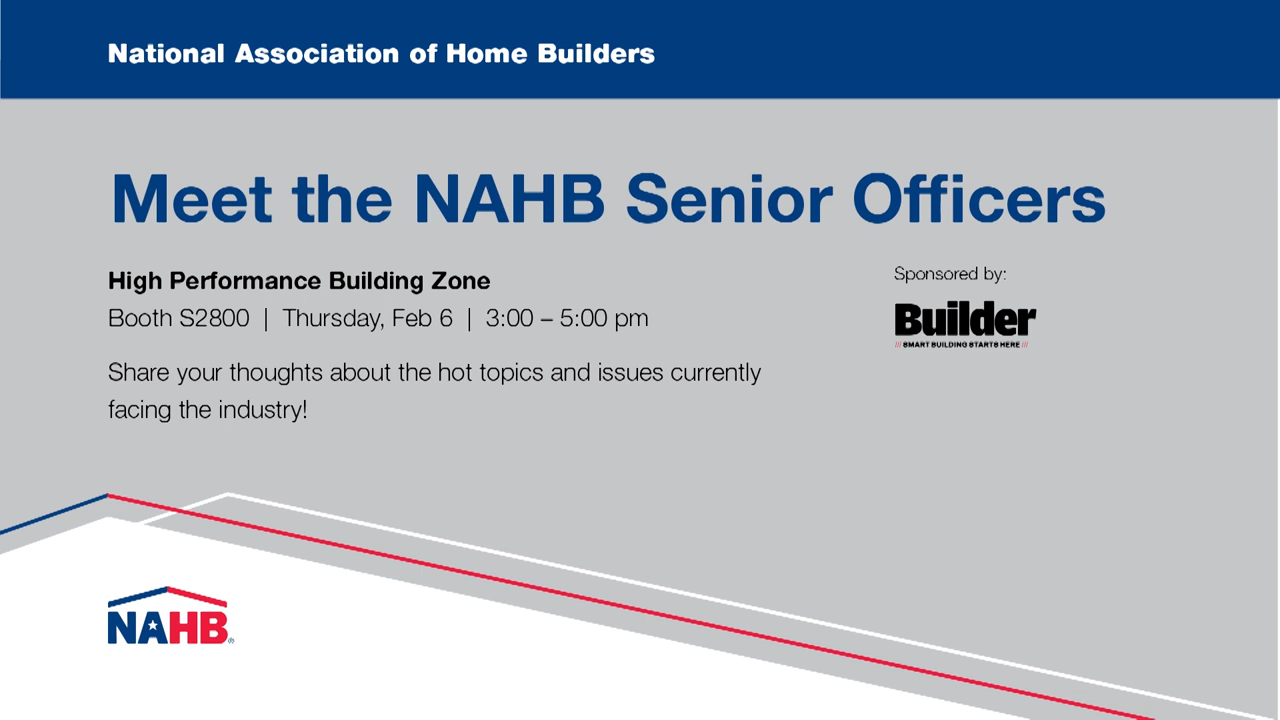 National Association of Home Builders
Meet the NAHB Senior Officers
High Performance Building Zone
Booth S2800 | Thursday, Feb 6 | 3:00 – 5:00 pm
Share your thoughts about the hot topics and issues currently
facing the industry!
Sponsored by:
Builder
/// SMART BUILDING STARTS HERE ///
NAHB®